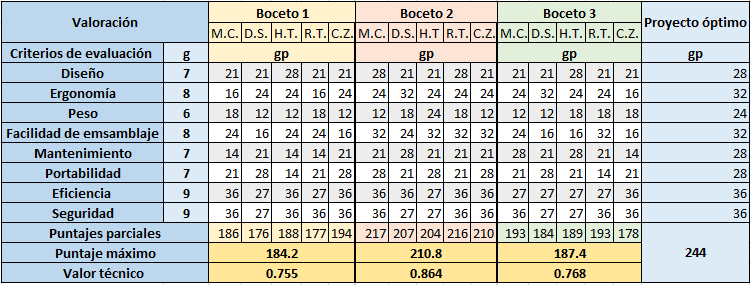 Valoración Boceto 1 Boceto 2 Boceto 3 Proyecto óptimo
M.C. D.S. H.T. R.T. C.Z. M.C. D.S. H.T R.T. C.Z. M.C. D.S. H.T. R.T. C.Z.
Criterios de evaluación g gp gp gp gp
Diseño 7 21 21 28 21 21 28 21 21 28 21 21 21 28 21 21 28
Ergonomía 8 16 24 24 16 24 24 32 24 24 24 24 32 24 24 16 32
Peso 6 18 12 12 18 12 12 24 18 12 18 12 12 18 12 18 24
Facilidad de emsamblaje 8 24 16 24 24 16 32 24 32 32 32 24 16 16 32 16 32
Mantenimiento 7 14 21 14 14 21 21 28 21 21 21 28 21 28 21 14 28
Portabilidad 7 21 28 14 21 28 28 21 28 27 28 21 28 21 28 21 28
Eficiencia 9 36 27 36 27 36 36 27 27 36 36 36 27 27 27 36 36
Seguridad 9 36 27 36 36 36 36 36 27 36 36 27 27 27 36 36 36
Puntajes parciales 186 176 188 177 194 217 207 204 216 210 193 184 189 193 178 244
Puntaje máximo 184.2 210.8 187.4
Valor técnico 0.755 0.864 0.768